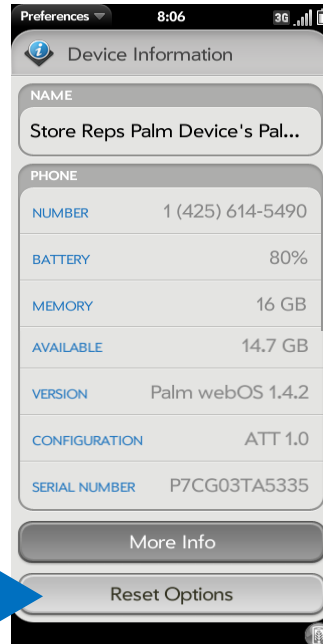 Preferences 8:06 3G
Device Information
NAME
Store Reps Palm Device's Pal...
PHONE
NUMBER 1 (425) 614-5490
BATTERY 80%
MEMORY 16 GB
AVAILABLE 14.7 GB
VERSION Palm webOS 1.4.2
CONFIGURATION ATT 1.0
SERIAL NUMBER P7CG03TA5335
More Info
Reset Options